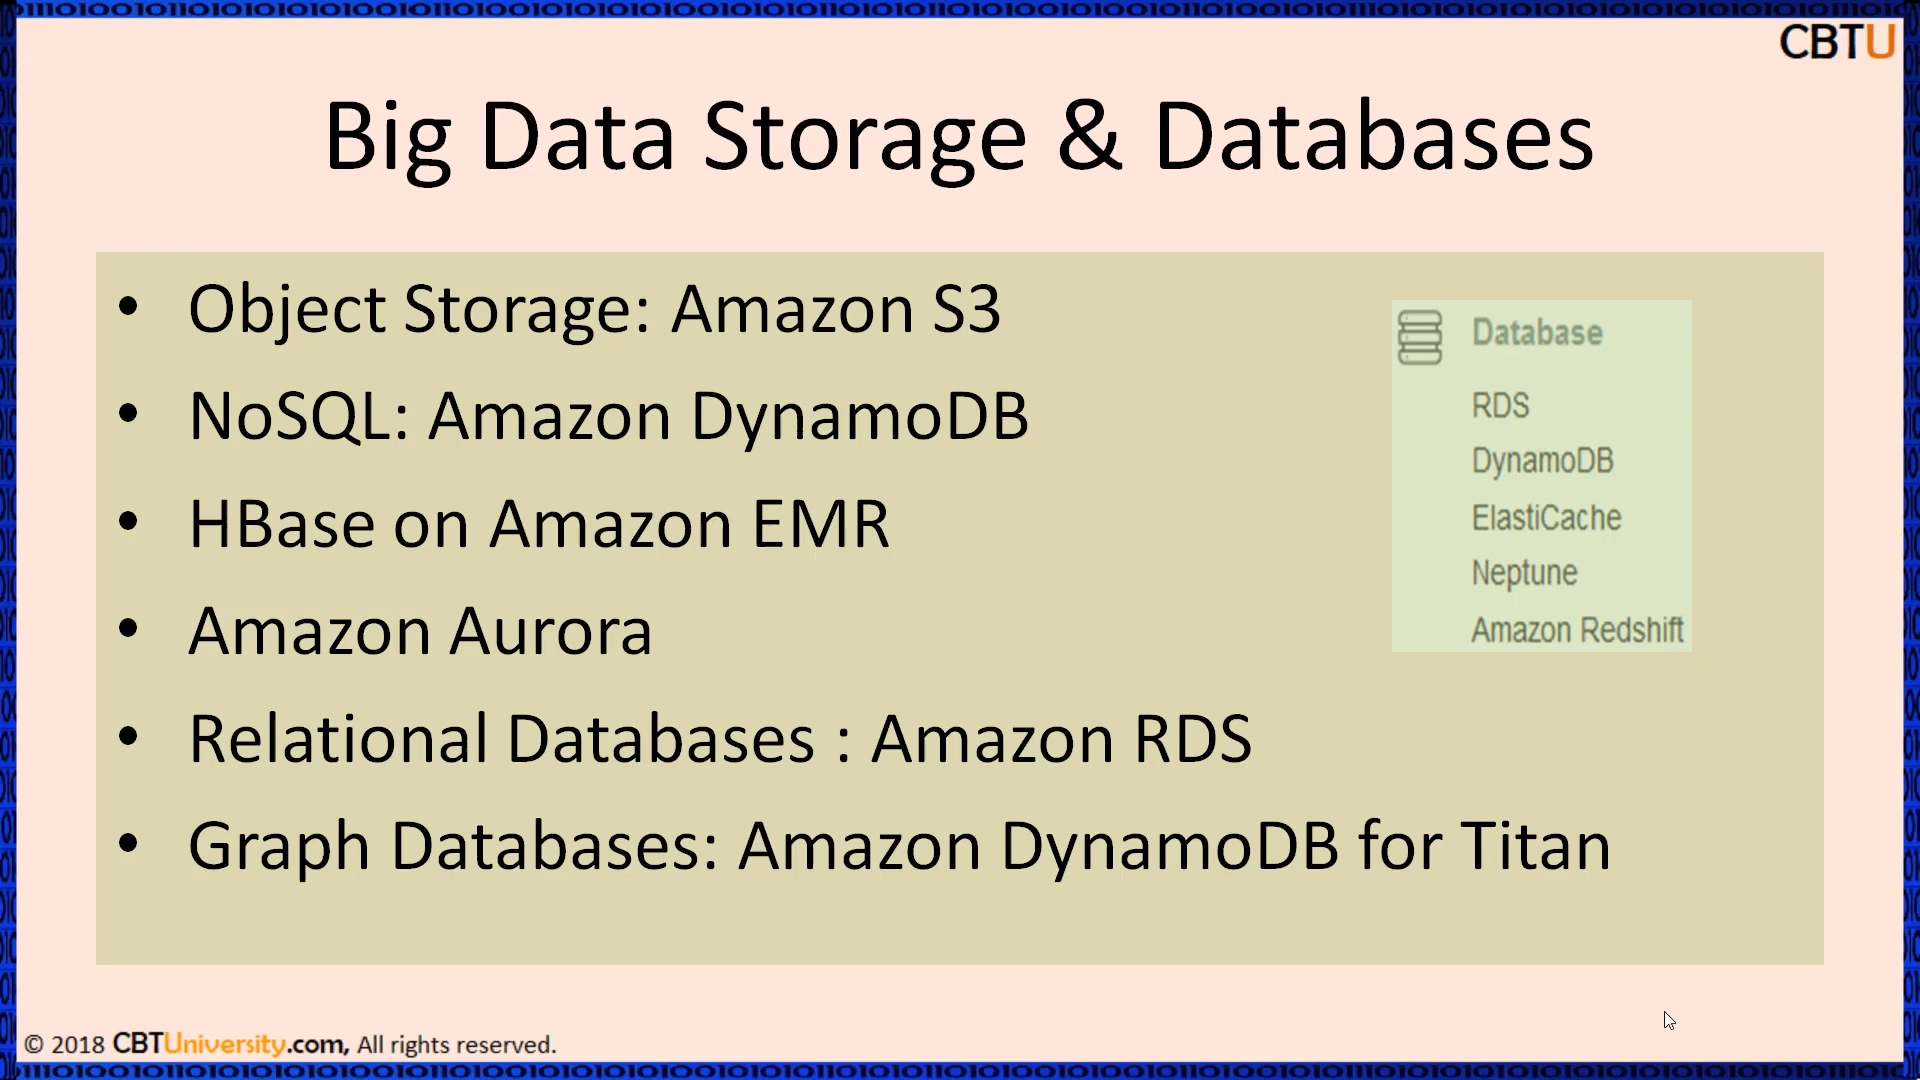 CBTU
Big Data Storage & Databases
• Object Storage: Amazon S3
• NoSQL: Amazon DynamoDB
• HBase on Amazon EMR
• Amazon Aurora
• Relational Databases : Amazon RDS
• Graph Databases: Amazon DynamoDB for Titan
Database
RDS
DynamoDB
ElastiCache
Neptune
Amazon Redshift
© 2018 CBTUniversity.com, All rights reserved.